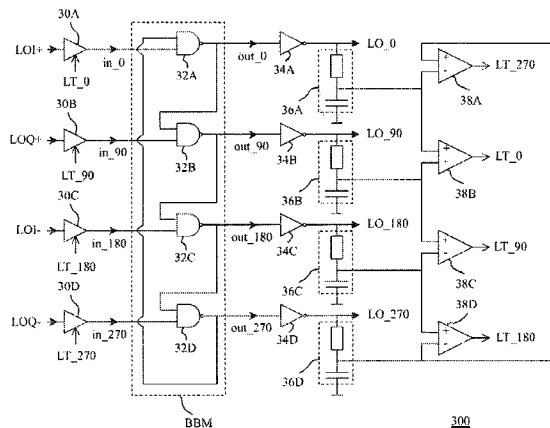 30A
LOI+
LT_0
in_0
32A
out_0
34A
LO_0
36A
38A
LT_270
30B
LOQ+
LT_90
in_90
32B
out_90
34B
LO_90
36B
38B
LT_0
30C
LOI-
LT_180
in_180
32C
out_180
34C
LO_180
36C
38C
LT_90
30D
LOQ-
LT_270
in_270
32D
out_270
34D
LO_270
36D
38D
LT_180
BBM
300
+
-
+
-
+
-
+
-